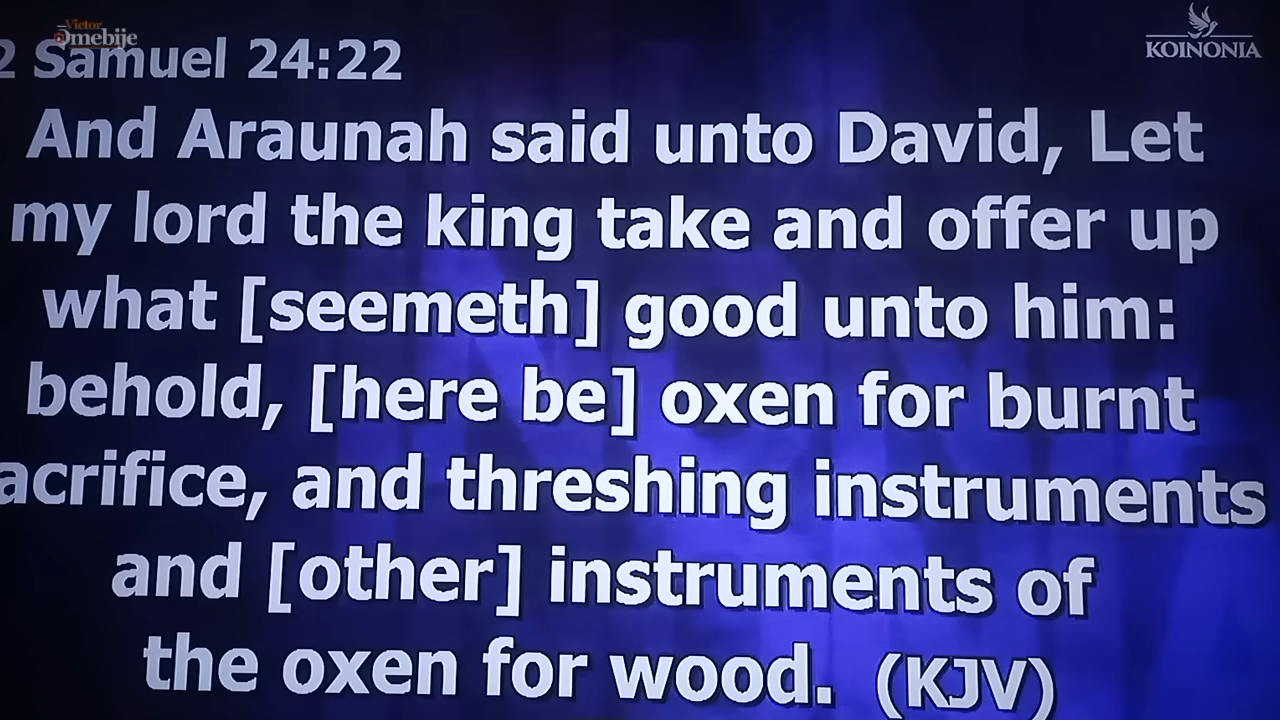 Victor
Omebije
KOINONIA
2 Samuel 24:22
And Araunah said unto David, Let
my lord the king take and offer up
what [seemeth] good unto him:
behold, [here be] oxen for burnt
acrifice, and threshing instruments
and [other] instruments of
the oxen for wood. (KJV)